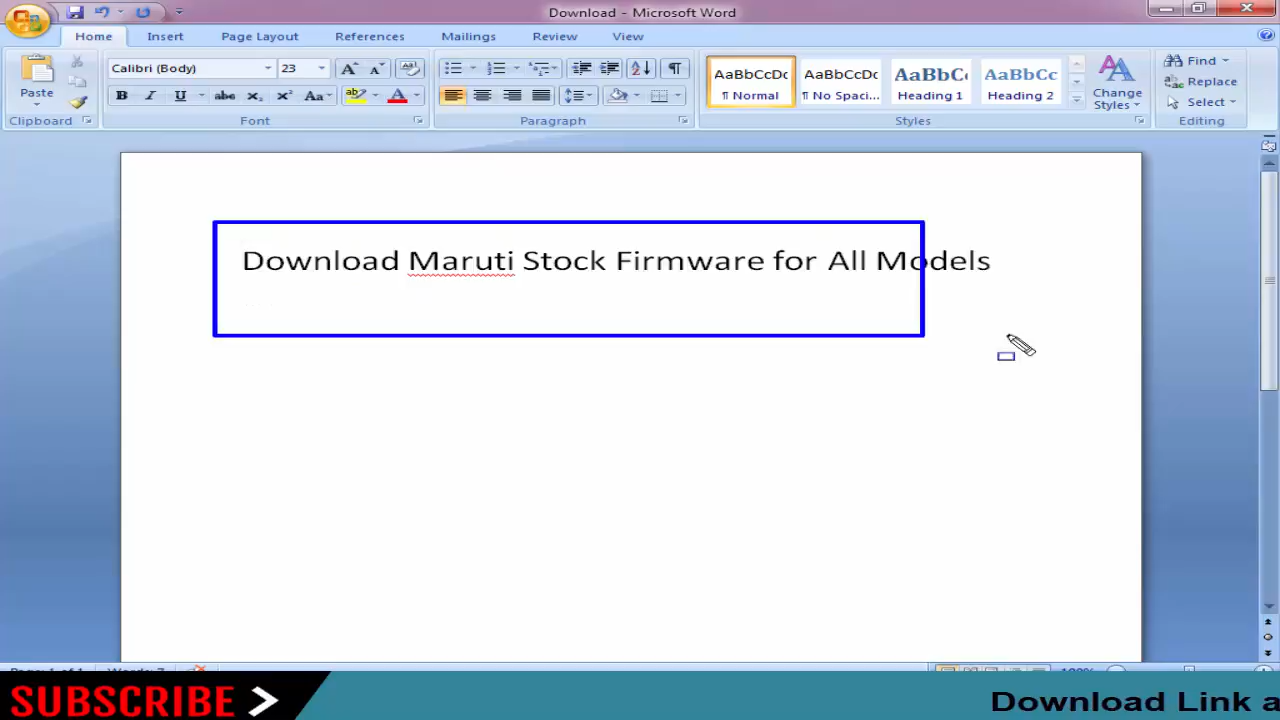 Download - Microsoft Word
Home Insert Page Layout References Mailings Review View
Paste
Calibri (Body) 23
AaBbCcDc AaBbCcDc AaBbC AaBbCc
¶ Normal ¶ No Spaci... Heading 1 Heading 2
Change Styles
Find
Replace
Select
Clipboard Font Paragraph Styles Editing
Download Maruti Stock Firmware for All Models
SUBSCRIBE
Download Link a